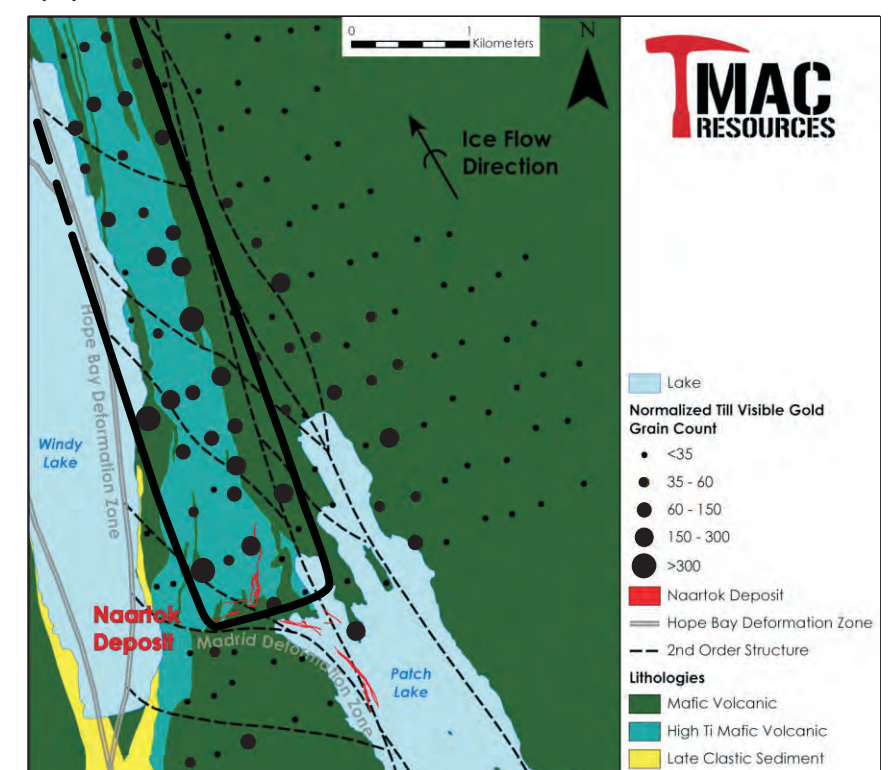 0 1
Kilometers
N
Ice Flow
Direction
Hope Bay Deformation Zone
Windy
Lake
Naartok
Deposit
Madrid Deformation Zone
Patch
Lake
TMAC
RESOURCES
Lake
Normalized Till Visible Gold
Grain Count
<35
35 - 60
60 - 150
150 - 300
>300
Naartok Deposit
Hope Bay Deformation Zone
2nd Order Structure
Lithologies
Mafic Volcanic
High Ti Mafic Volcanic
Late Clastic Sediment